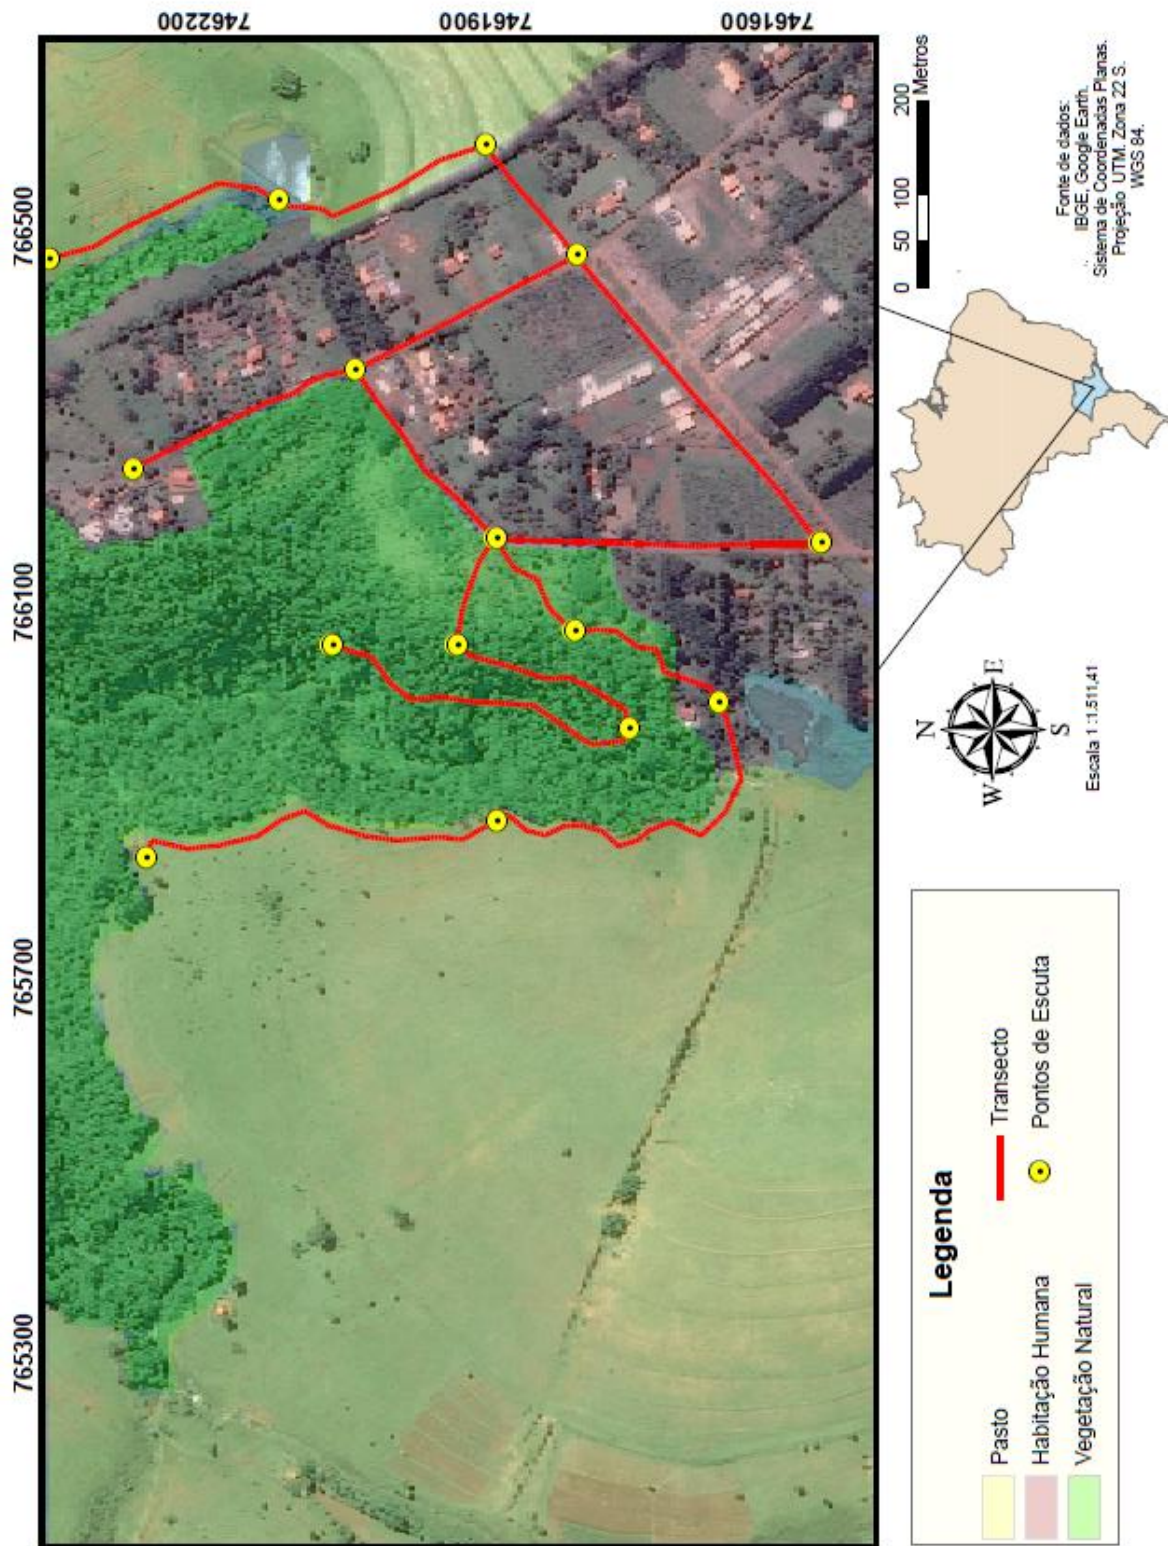 765300
765700
766100
766500
7462200
7461900
7461600
Legenda
Pasto
Habitação Humana
Vegetação Natural
Transecto
Pontos de Escuta
N
W
E
S
Escala 1:1.511,41
0 50 100 200
Metros
Fonte de dados:
IBGE, Google Earth.
Sistema de Coordenadas Planas.
Projeção UTM. Zona 22 S.
WGS 84.